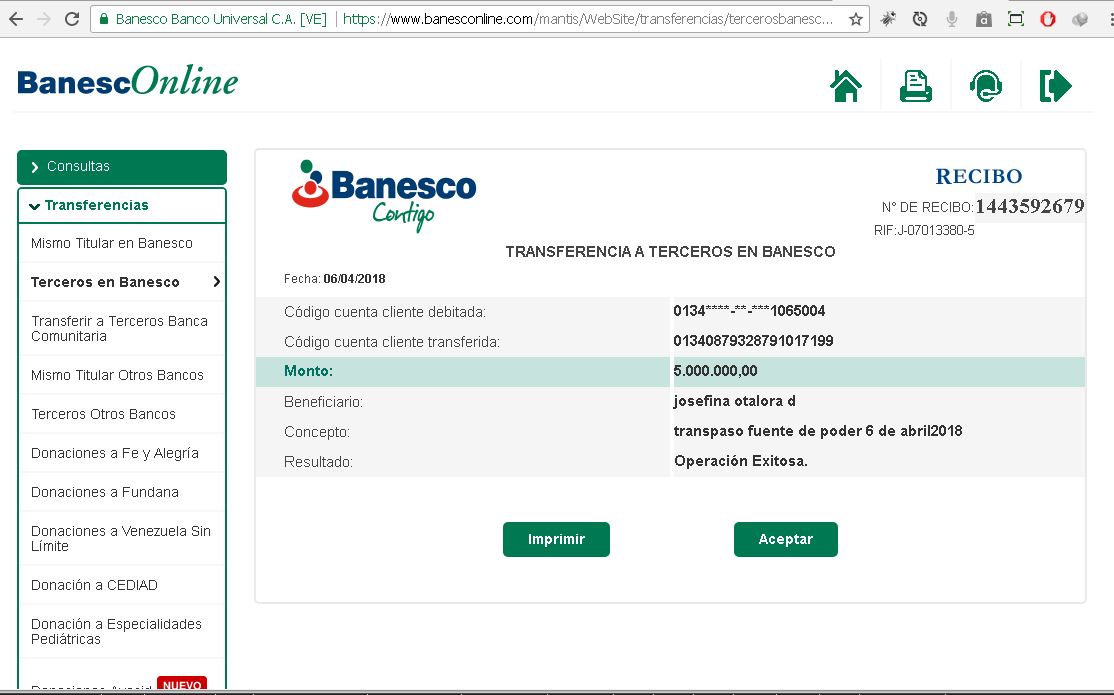 Banesco Banco Universal C.A. [VE] | https://www.banesconline.com/mantis/WebSite/transferencias/tercerosbanesc...
BanescOnline
Consultas
Transferencias
Mismo Titular en Banesco
Terceros en Banesco
Transferir a Terceros Banca
Comunitaria
Mismo Titular Otros Bancos
Terceros Otros Bancos
Donaciones a Fe y Alegría
Donaciones a Fundana
Donaciones a Venezuela Sin
Límite
Donación a CEDIAD
Donación a Especialidades
Pediátricas
NUEVO
Banesco
Contigo
RECIBO
N° DE RECIBO: 1443592679
RIF:J-07013380-5
TRANSFERENCIA A TERCEROS EN BANESCO
Fecha: 06/04/2018
Código cuenta cliente debitada: 0134****-**-***1065004
Código cuenta cliente transferida: 01340879328791017199
Monto: 5.000.000,00
Beneficiario: josefina otalora d
Concepto: transpaso fuente de poder 6 de abril2018
Resultado: Operación Exitosa.
Imprimir Aceptar